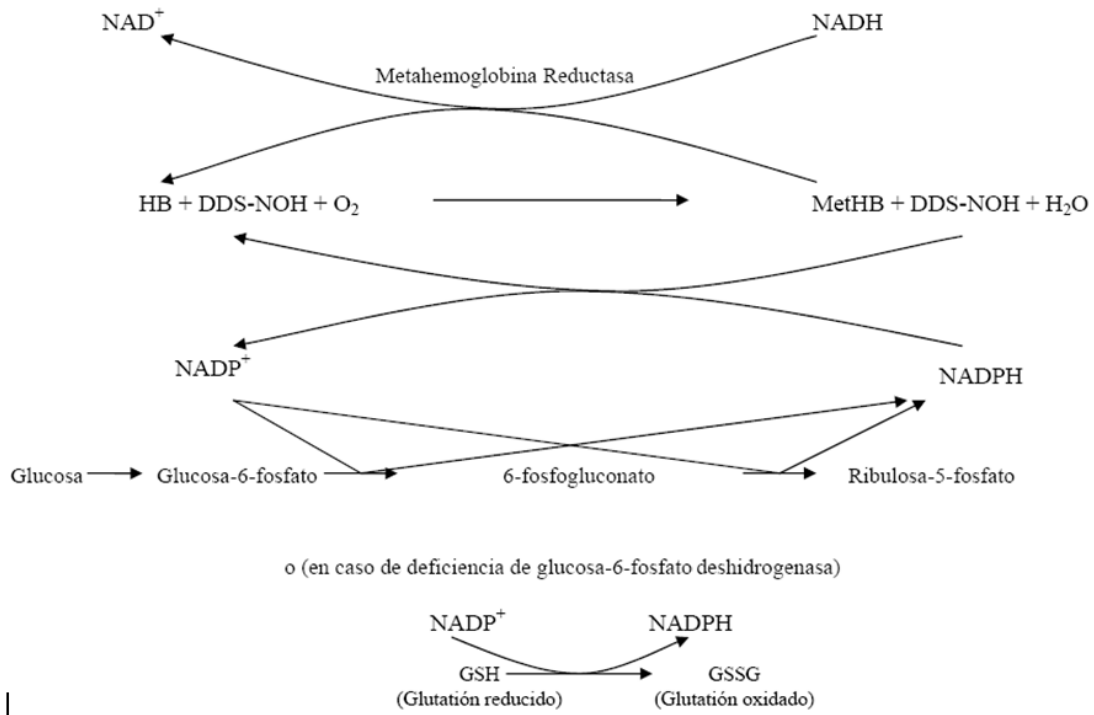 NAD+ NADH
Metahemoglobina Reductasa
HB + DDS-NOH + O2 MetHB + DDS-NOH + H2O
NADP+ NADPH
Glucosa Glucosa-6-fosfato 6-fosfogluconato Ribulosa-5-fosfato
o (en caso de deficiencia de glucosa-6-fosfato deshidrogenasa)
NADP+ NADPH
GSH GSSG
(Glutatión reducido) (Glutatión oxidado)